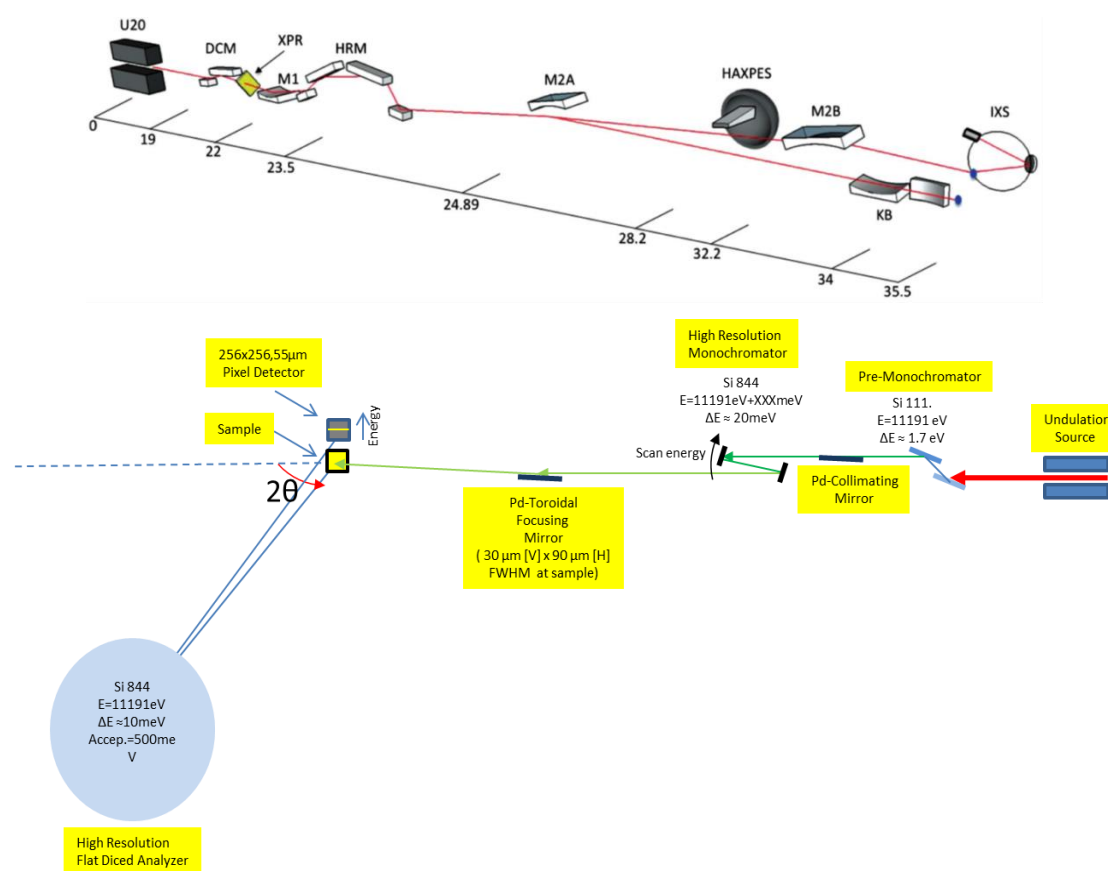 U20
DCM
XPR
M1
HRM
M2A
HAXPES
M2B
IXS
KB
0
19
22
23.5
24.89
28.2
32.2
34
35.5
256x256,55µm
Pixel Detector
Sample
Energy
2θ
High Resolution
Monochromator
Si 844
E=11191eV+XXXmeV
ΔE ≈ 20meV
Scan energy
Pre-Monochromator
Si 111.
E=11191 eV
ΔE ≈ 1.7 eV
Undulation
Source
Pd-Collimating
Mirror
Pd-Toroidal
Focusing
Mirror
( 30 µm [V] x 90 µm [H]
FWHM at sample)
Si 844
E=11191eV
ΔE ≈10meV
Accep.=500me
V
High Resolution
Flat Diced Analyzer